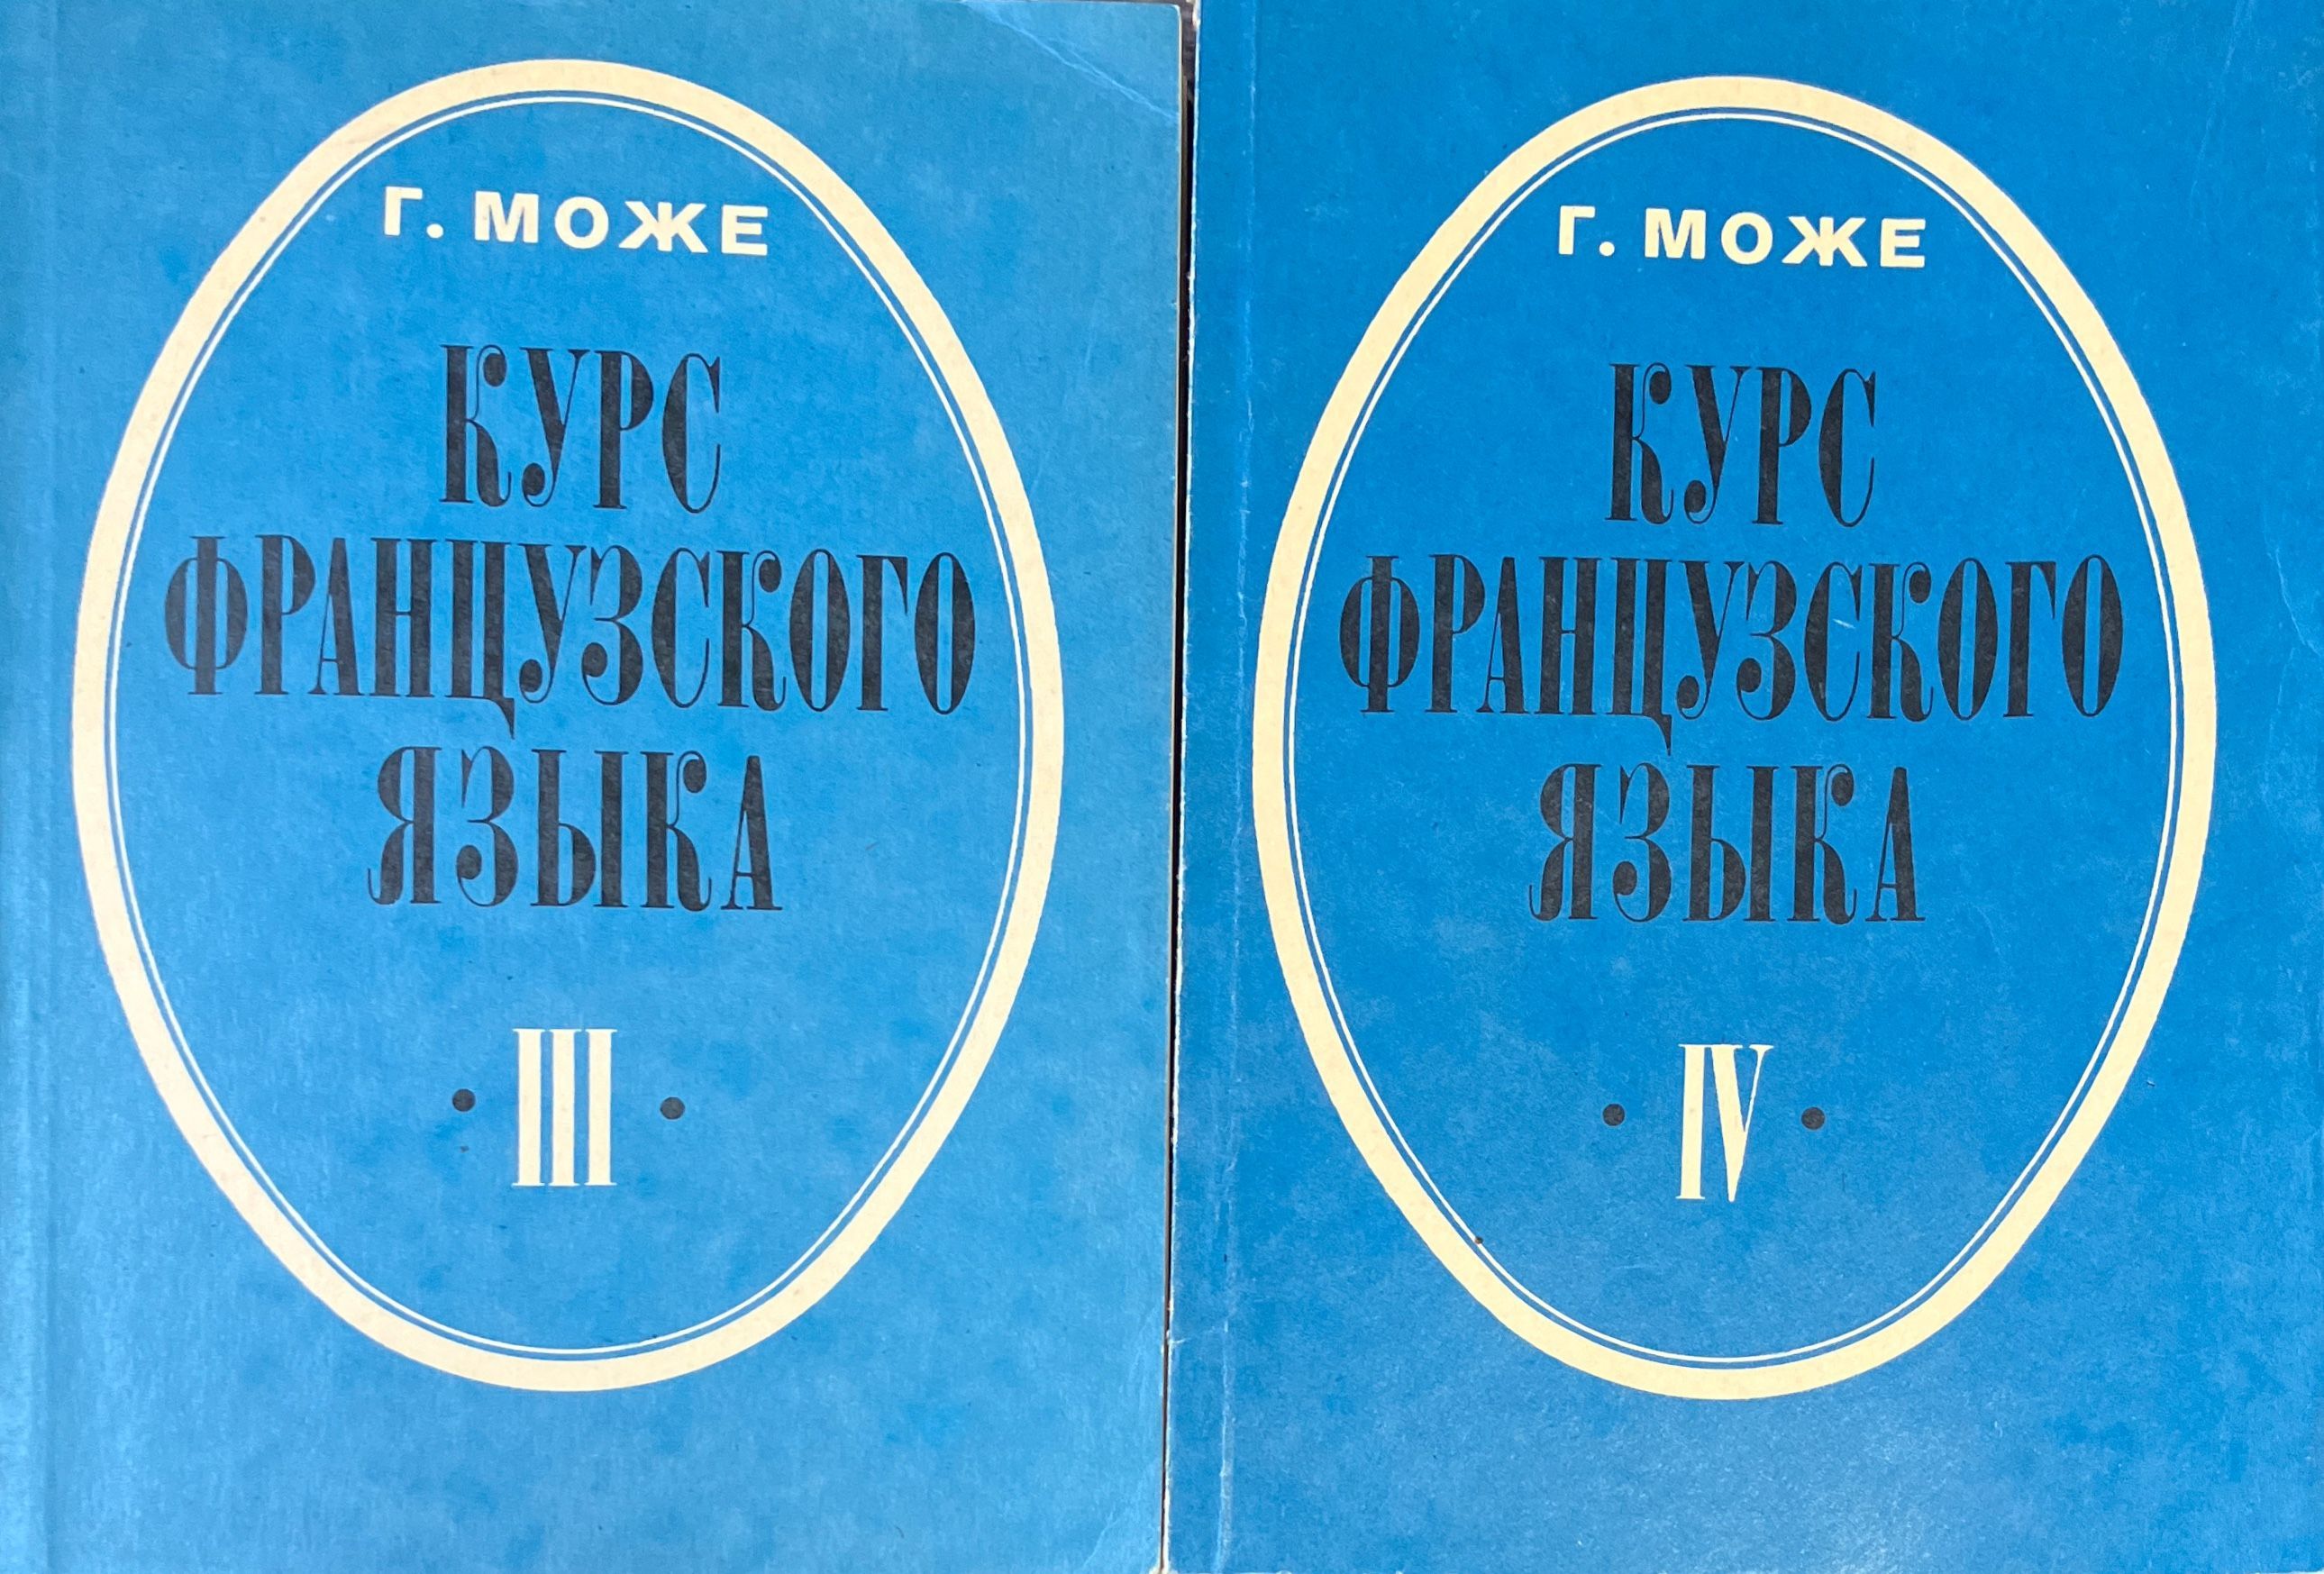 Г. МОЖЕ
КУРС
ФРАНЦУЗСКОГО
ЯЗЫКА
• III •
Г. МОЖЕ
КУРС
ФРАНЦУЗСКОГО
ЯЗЫКА
• IV •